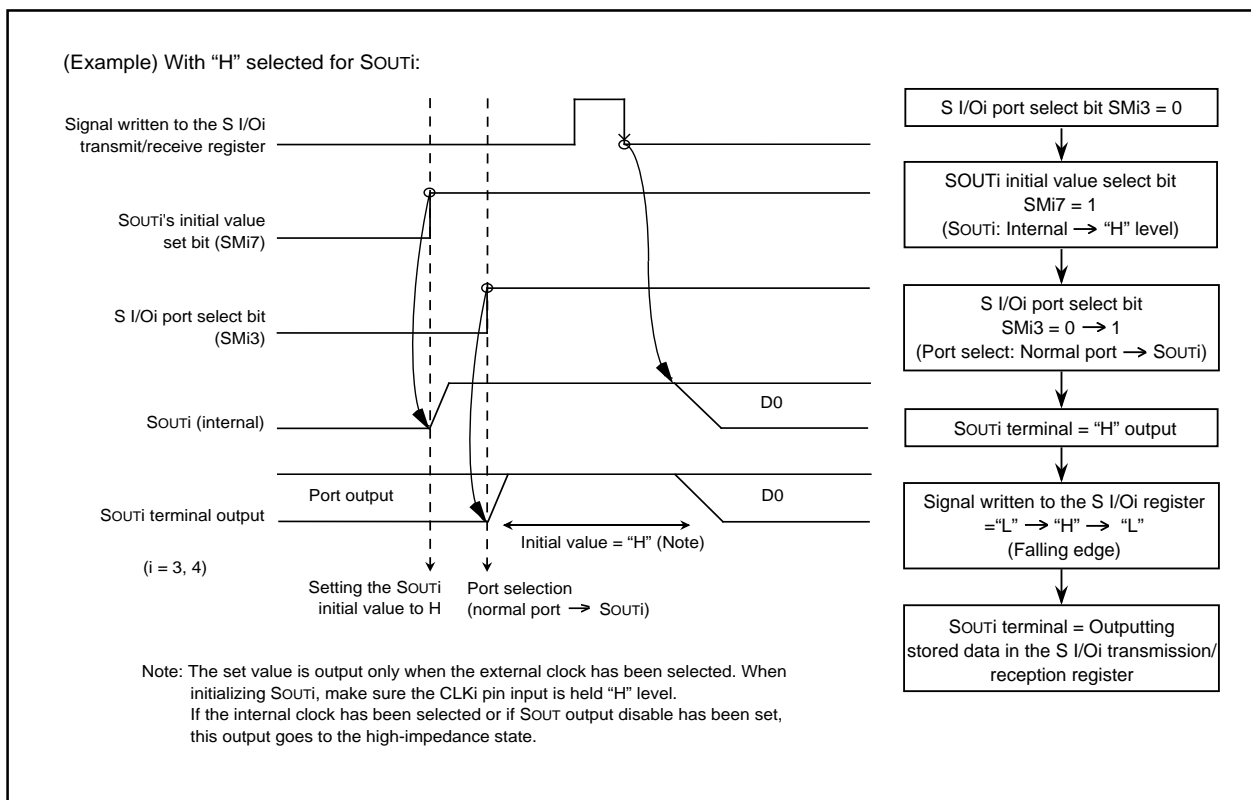 (Example) With “H” selected for SOUTi:
Signal written to the S I/Oi
transmit/receive register
SOUTi's initial value
set bit (SMi7)
S I/Oi port select bit
(SMi3)
SOUTi (internal)
D0
Port output
D0
SOUTi terminal output
Initial value = “H” (Note)
(i = 3, 4)
Setting the SOUTi
initial value to H
Port selection
(normal port → SOUTi)
Note: The set value is output only when the external clock has been selected. When
initializing SOUTi, make sure the CLKi pin input is held “H” level.
If the internal clock has been selected or if SOUT output disable has been set,
this output goes to the high-impedance state.
S I/Oi port select bit SMi3 = 0
SOUTi initial value select bit
SMi7 = 1
(SOUTi: Internal → “H” level)
S I/Oi port select bit
SMi3 = 0 → 1
(Port select: Normal port → SOUTi)
SOUTi terminal = “H” output
Signal written to the S I/Oi register
=“L” → “H” → “L”
(Falling edge)
SOUTi terminal = Outputting
stored data in the S I/Oi transmission/
reception register